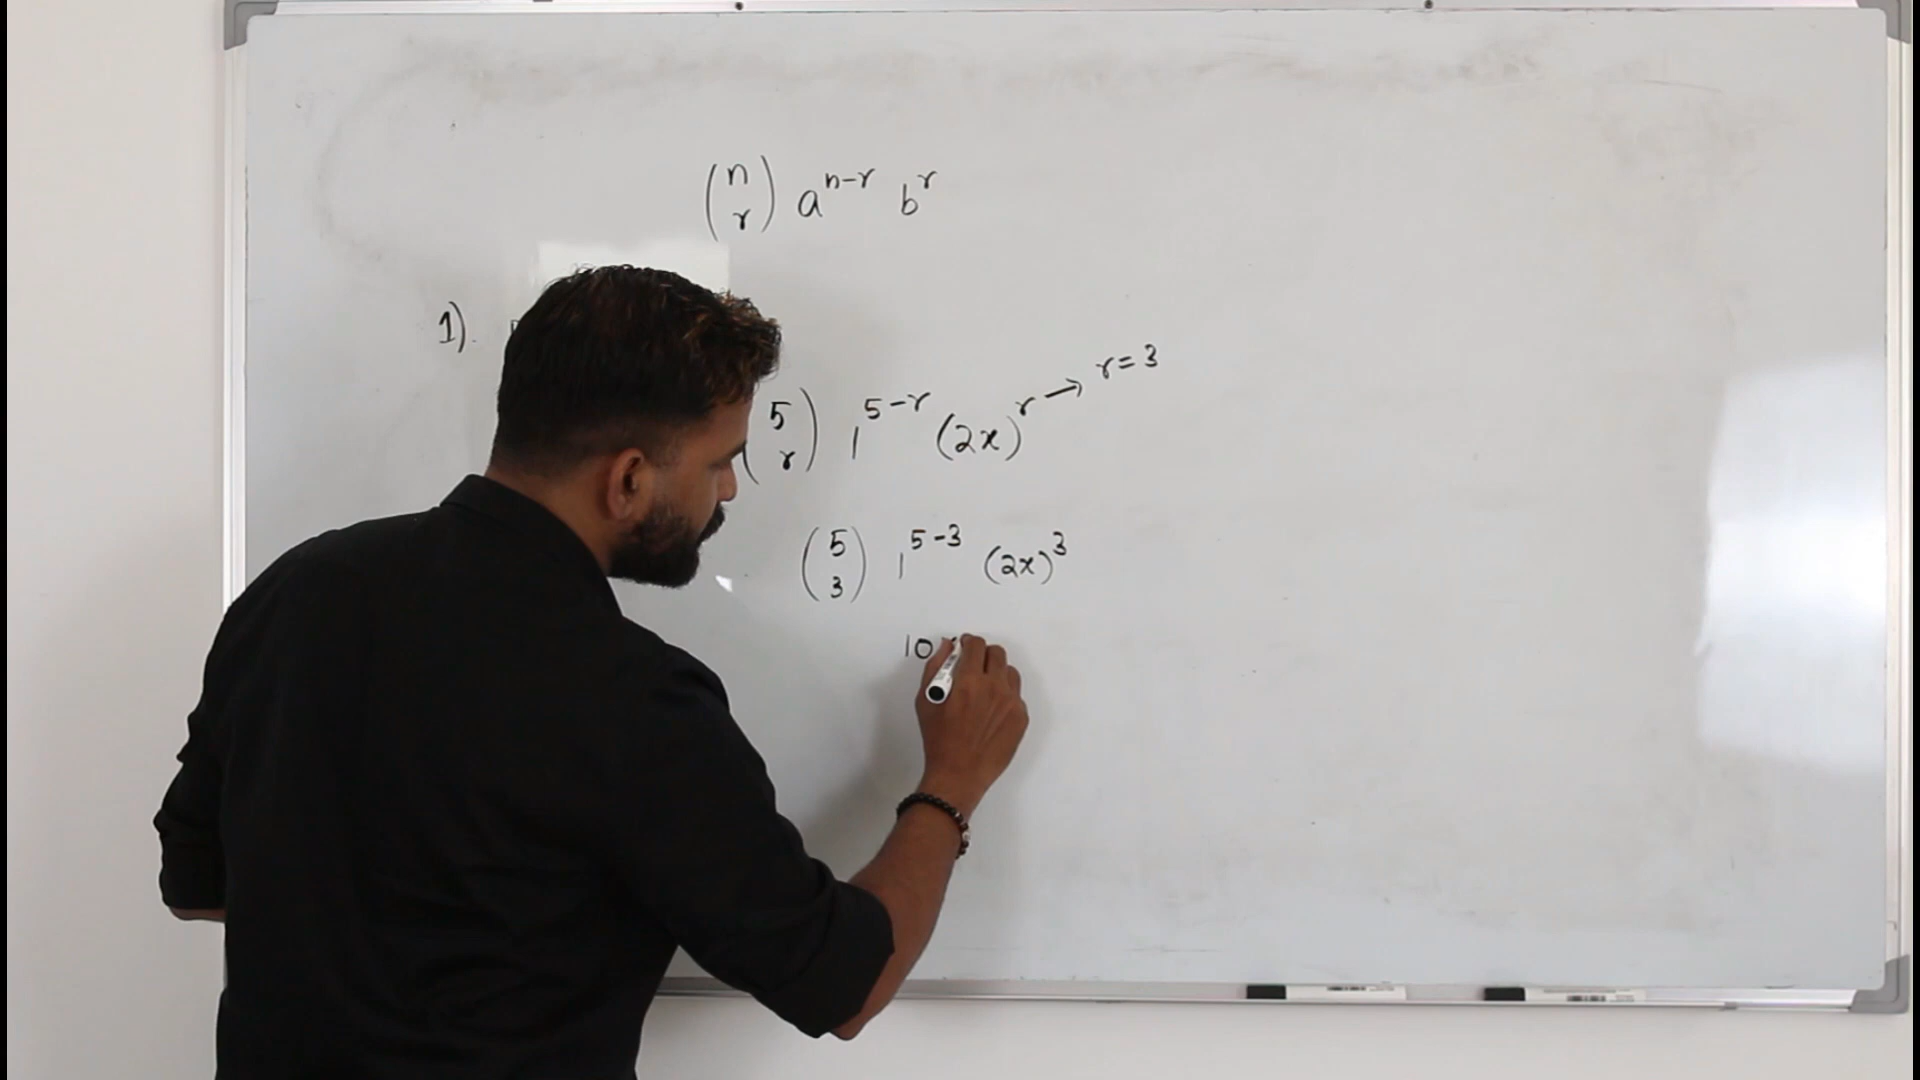 (n r) a^{n-r} b^r
1).
(5 r) 1^{5-r} (2x)^r → r = 3
(5 3) 1^{5-3} (2x)^3
10